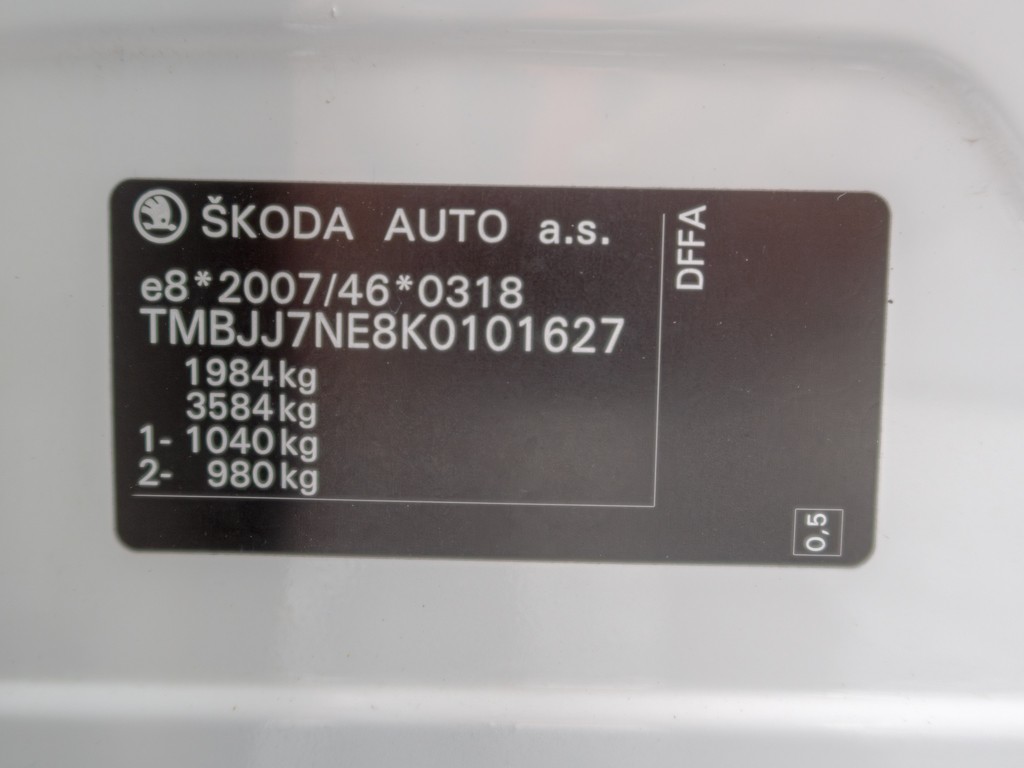 ŠKODA AUTO a.s.
e8*2007/46*0318
TMBJJ7NE8K0101627
1984kg
3584kg
1- 1040kg
2- 980kg
DFFA
0,5